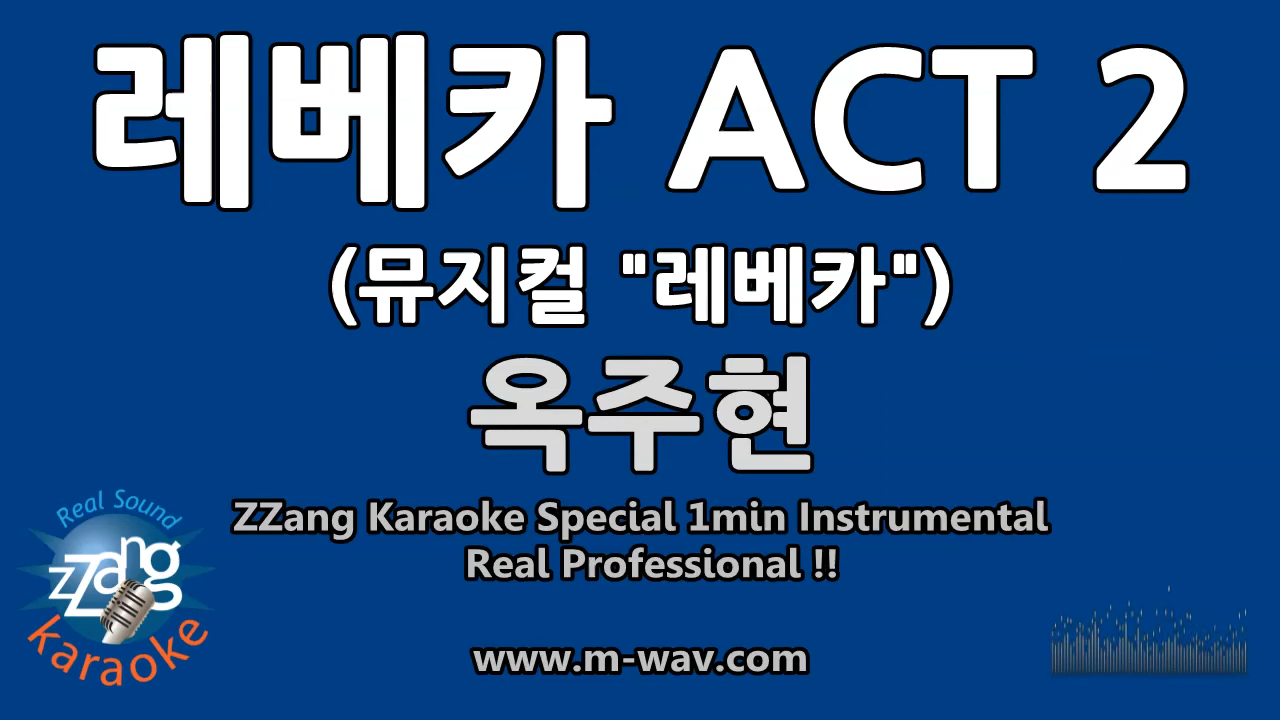 레베카 ACT 2
(뮤지컬 "레베카")
옥주현
ZZang Karaoke Special 1min Instrumental
Real Professional !!
Real Sound
zzang
karaoke
www.m-wav.com